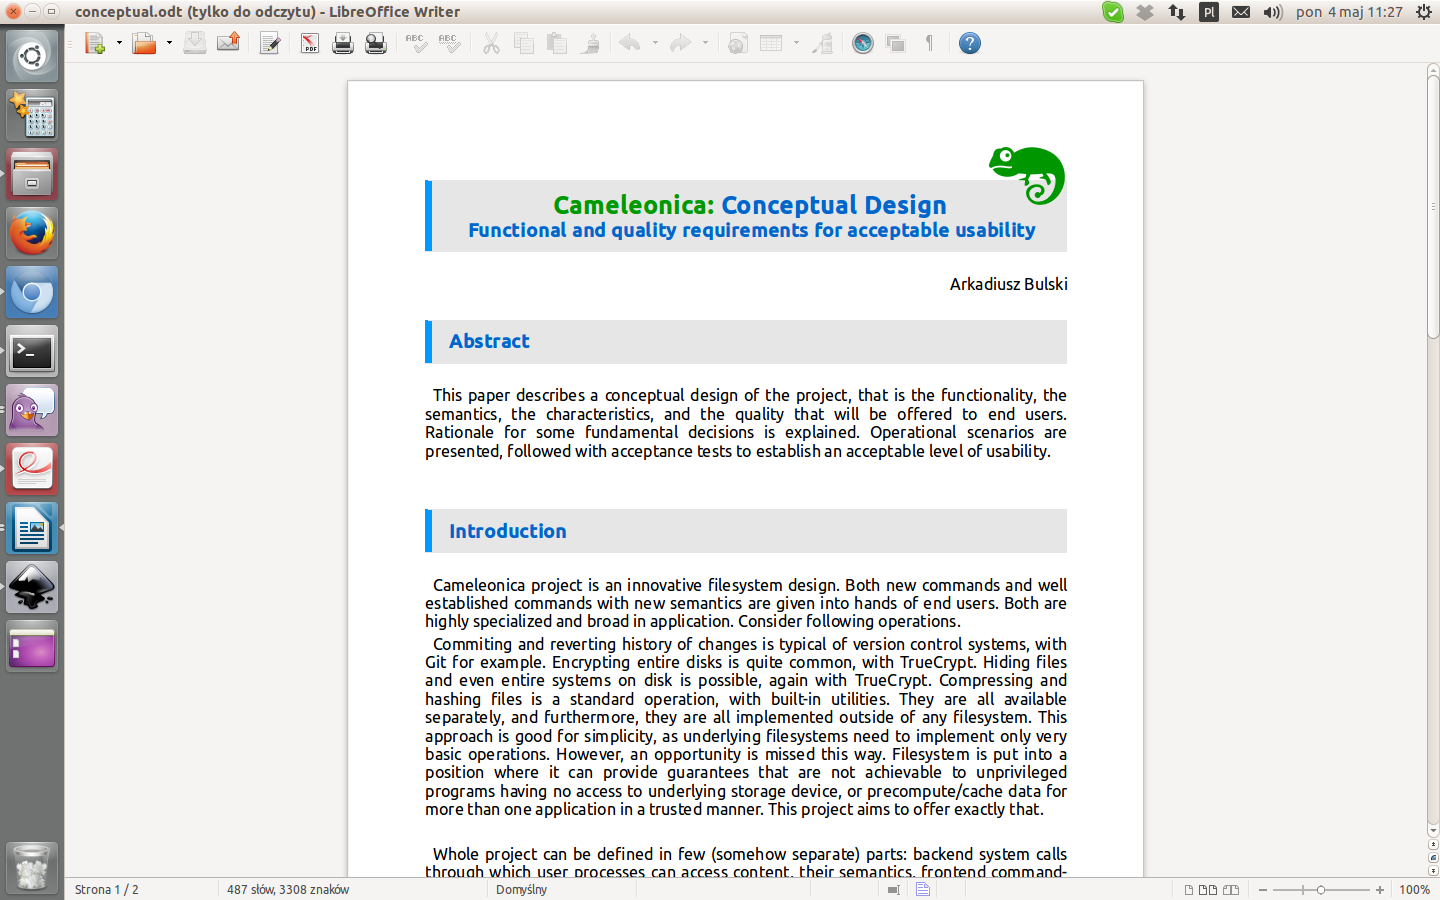 conceptual.odt (tylko do odczytu) - LibreOffice Writer
Pl
pon 4 maj 11:27
PDF
ABC
ABC
Cameleonica: Conceptual Design
Functional and quality requirements for acceptable usability
Arkadiusz Bulski
Abstract
This paper describes a conceptual design of the project, that is the functionality, the
semantics, the characteristics, and the quality that will be offered to end users.
Rationale for some fundamental decisions is explained. Operational scenarios are
presented, followed with acceptance tests to establish an acceptable level of usability.
Introduction
Cameleonica project is an innovative filesystem design. Both new commands and well
established commands with new semantics are given into hands of end users. Both are
highly specialized and broad in application. Consider following operations.
Commiting and reverting history of changes is typical of version control systems, with
Git for example. Encrypting entire disks is quite common, with TrueCrypt. Hiding files
and even entire systems on disk is possible, again with TrueCrypt. Compressing and
hashing files is a standard operation, with built-in utilities. They are all available
separately, and furthermore, they are all implemented outside of any filesystem. This
approach is good for simplicity, as underlying filesystems need to implement only very
basic operations. However, an opportunity is missed this way. Filesystem is put into a
position where it can provide guarantees that are not achievable to unprivileged
programs having no access to underlying storage device, or precompute/cache data for
more than one application in a trusted manner. This project aims to offer exactly that.
Whole project can be defined in few (somehow separate) parts: backend system calls
through which user processes can access content, their semantics, frontend command-
Strona 1 / 2
487 słów, 3308 znaków
Domyślny
100%